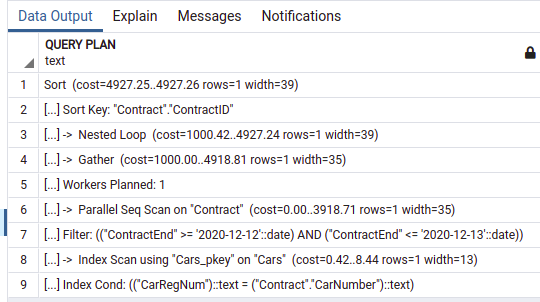 Data Output Explain Messages Notifications
QUERY PLAN
text
1 Sort (cost=4927.25..4927.26 rows=1 width=39)
2 [...] Sort Key: "Contract"."ContractID"
3 [...] -> Nested Loop (cost=1000.42..4927.24 rows=1 width=39)
4 [...] -> Gather (cost=1000.00..4918.81 rows=1 width=35)
5 [...] Workers Planned: 1
6 [...] -> Parallel Seq Scan on "Contract" (cost=0.00..3918.71 rows=1 width=35)
7 [...] Filter: (("ContractEnd" >= '2020-12-12'::date) AND ("ContractEnd" <= '2020-12-13'::date))
8 [...] -> Index Scan using "Cars_pkey" on "Cars" (cost=0.42..8.44 rows=1 width=13)
9 [...] Index Cond: (("CarRegNum")::text = ("Contract"."CarNumber")::text)